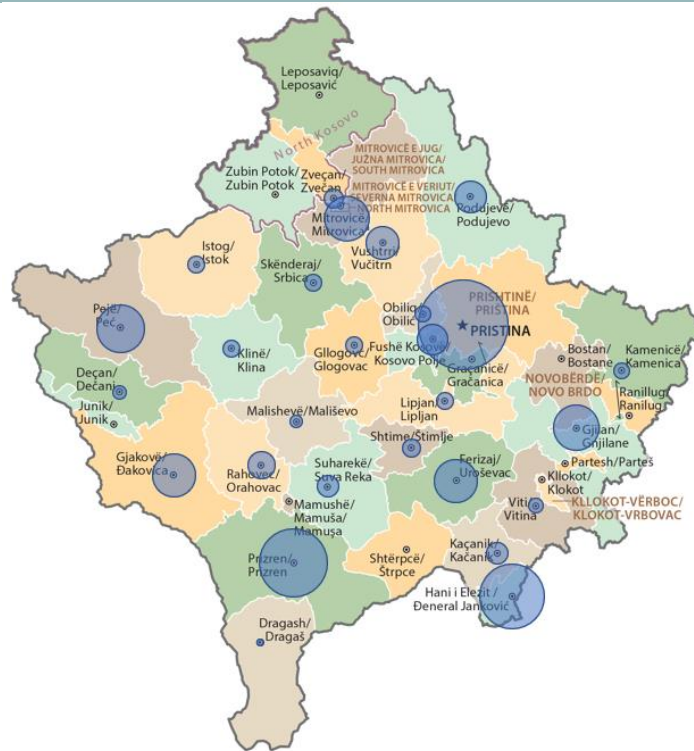 Leposaviq/
Leposavić
North Kosovo
MITROVICË E JUG/
JUŽNA MITROVICA/
SOUTH MITROVICA
Zubin Potok/
Zubin Potok
Zveçan/
Zvečan
MITROVICË E VERIUT/
SEVERNA MITROVICA
NORTH MITROVICA
Mitrovicë/
Mitrovica
Podujevë/
Podujevo
Vushtrri/
Vučitrn
Istog/
Istok
Skënderaj/
Srbica
Pejë/
Peć
Obiliq/
Obilić
PRISHTINË/
PRIŠTINA
PRISTINA
Klinë/
Klina
Gllogovc/
Glogovac
Fushë Kosovë/
Kosovo Polje
Graçanicë/
Gračanica
Bostan/
Bostane
Kamenicë/
Kamenica
Deçan/
Dečani
NOVOBËRDË/
NOVO BRDO
Ranillug/
Ranilug
Junik/
Junik
Malishevë/Mališevo
Lipjan/
Lipljan
Gjilan/
Gnjilane
Shtime/Štimlje
Gjakovë/
Đakovica
Rahovec/
Orahovac
Suharekë/
Suva Reka
Ferizaj/
Uroševac
Partesh/Parteš
Kllokot/
Klokot
Mamushë/
Mamuša/
Mamuşa
Viti/
Vitina
KLLOKOT-VËRBOC/
KLOKOT-VRBOVAC
Prizren/
Prizren
Shtërpcë/
Štrpce
Kaçanik/
Kačanik
Hani i Elezit /
Đeneral Janković
Dragash/
Dragaš